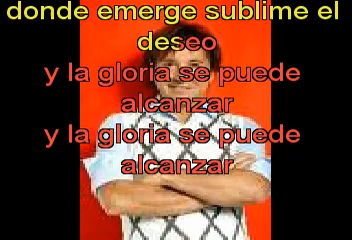 donde emerge sublime el
deseo
y la gloria se puede
alcanzar
y la gloria se puede
alcanzar